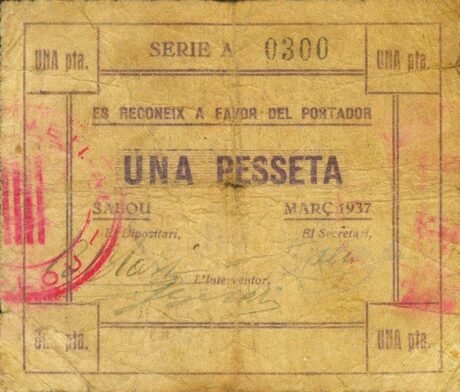 UNA pta.
SERIE A 0300
UNA pta.
ES RECONEIX A FAVOR DEL PORTADOR
UNA PESSETA
SALOU MARÇ 1937
El Dipositari, El Secretari,
L'Interventor,
UNA pta.
UNA pta.